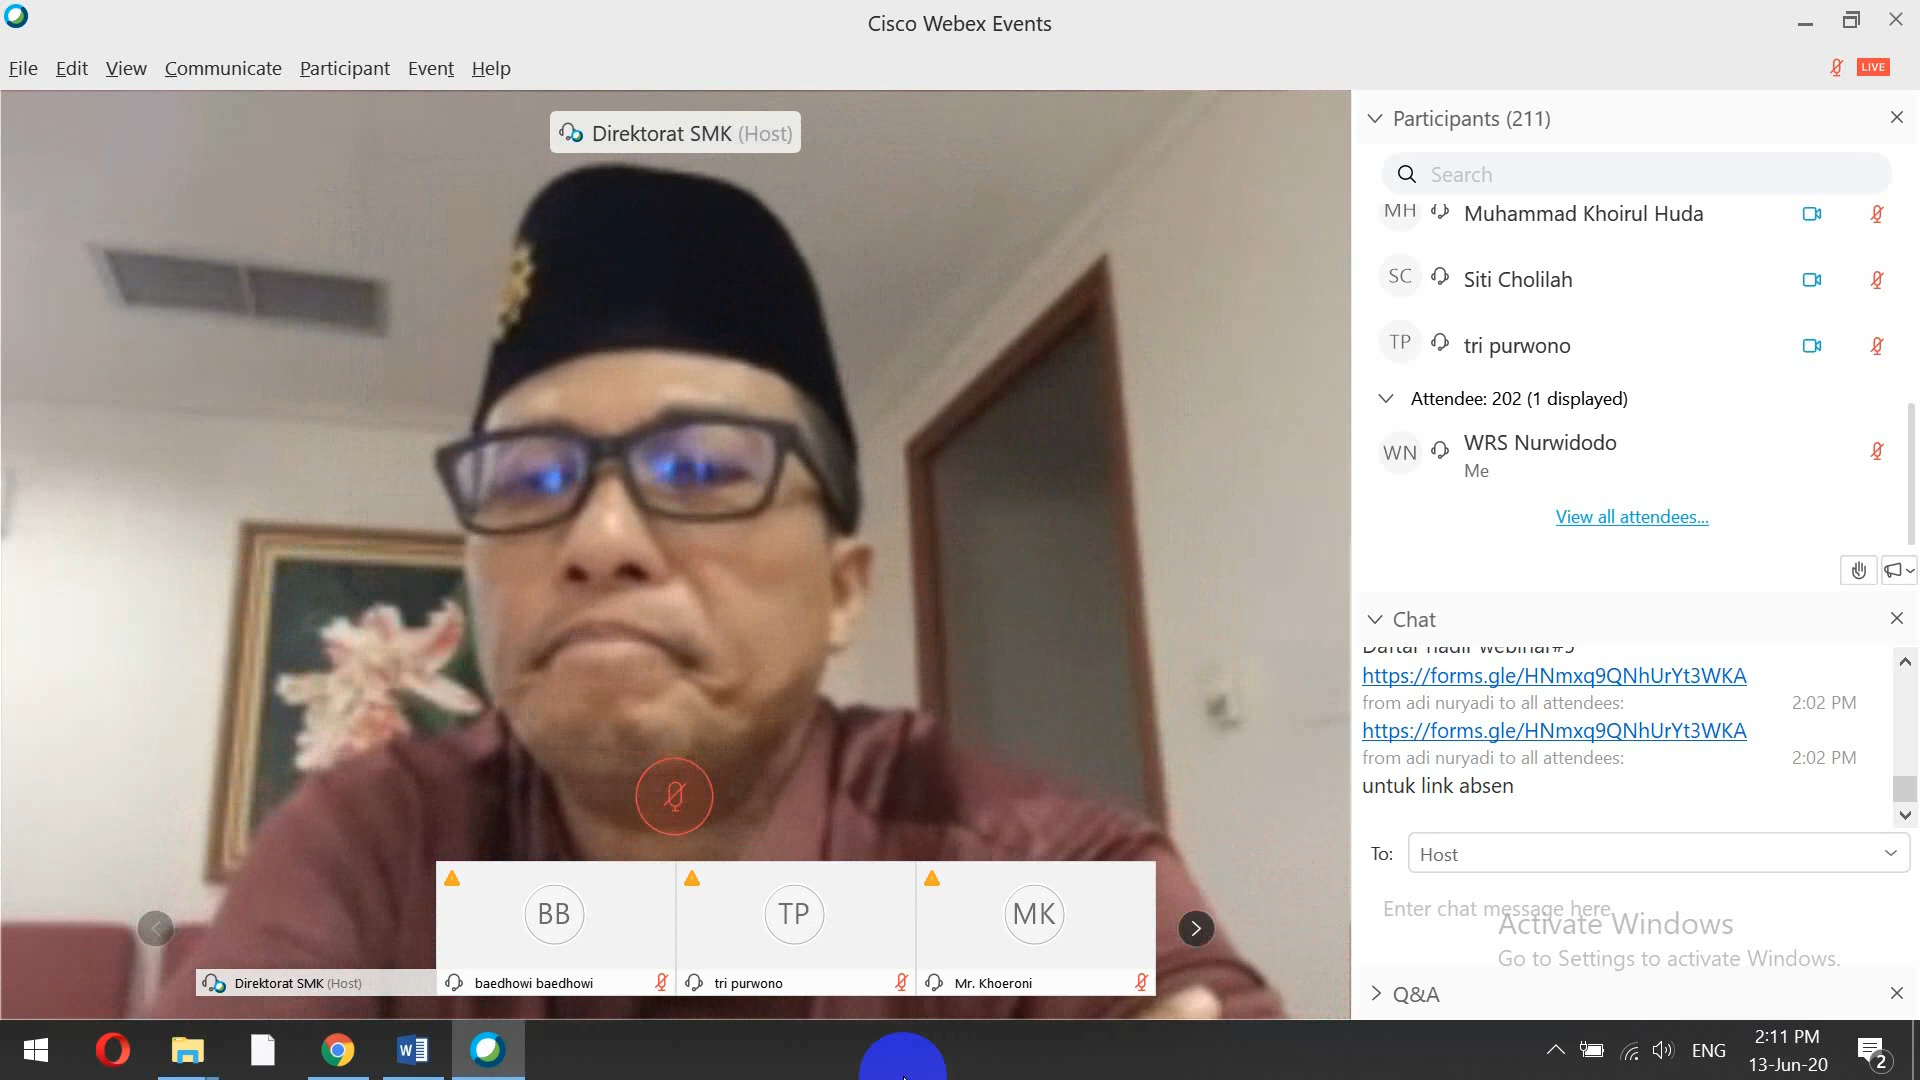 Cisco Webex Events
File Edit View Communicate Participant Event Help
LIVE
Direktorat SMK (Host)
Participants (211)
Search
MH Muhammad Khoirul Huda
SC Siti Cholilah
TP tri purwono
Attendee: 202 (1 displayed)
WN WRS Nurwidodo
Me
View all attendees...
Chat
Daftar hadir webinar#3
https://forms.gle/HNmxq9QNhUrYt3WKA
from adi nuryadi to all attendees: 2:02 PM
https://forms.gle/HNmxq9QNhUrYt3WKA
from adi nuryadi to all attendees: 2:02 PM
untuk link absen
To: Host
Enter chat message here
Activate Windows
Go to Settings to activate Windows.
Q&A
BB TP MK
Direktorat SMK (Host) baedhowi baedhowi tri purwono Mr. Khoeroni
ENG
2:11 PM
13-Jun-20
2